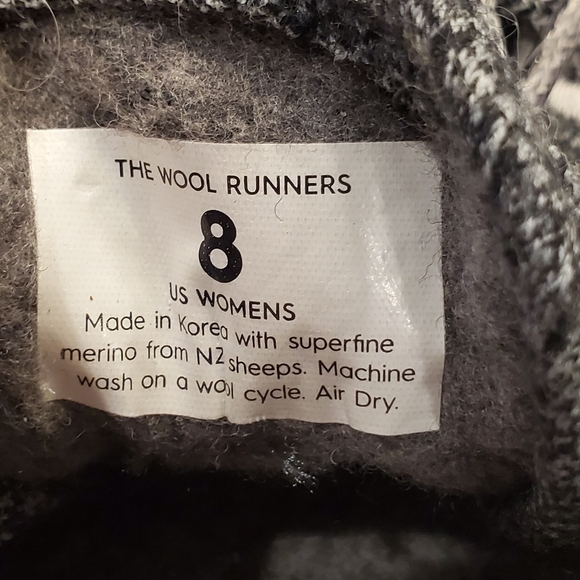 THE WOOL RUNNERS
8
US WOMENS
Made in Korea with superfine
merino from N2 sheeps. Machine
wash on a wool cycle. Air Dry.